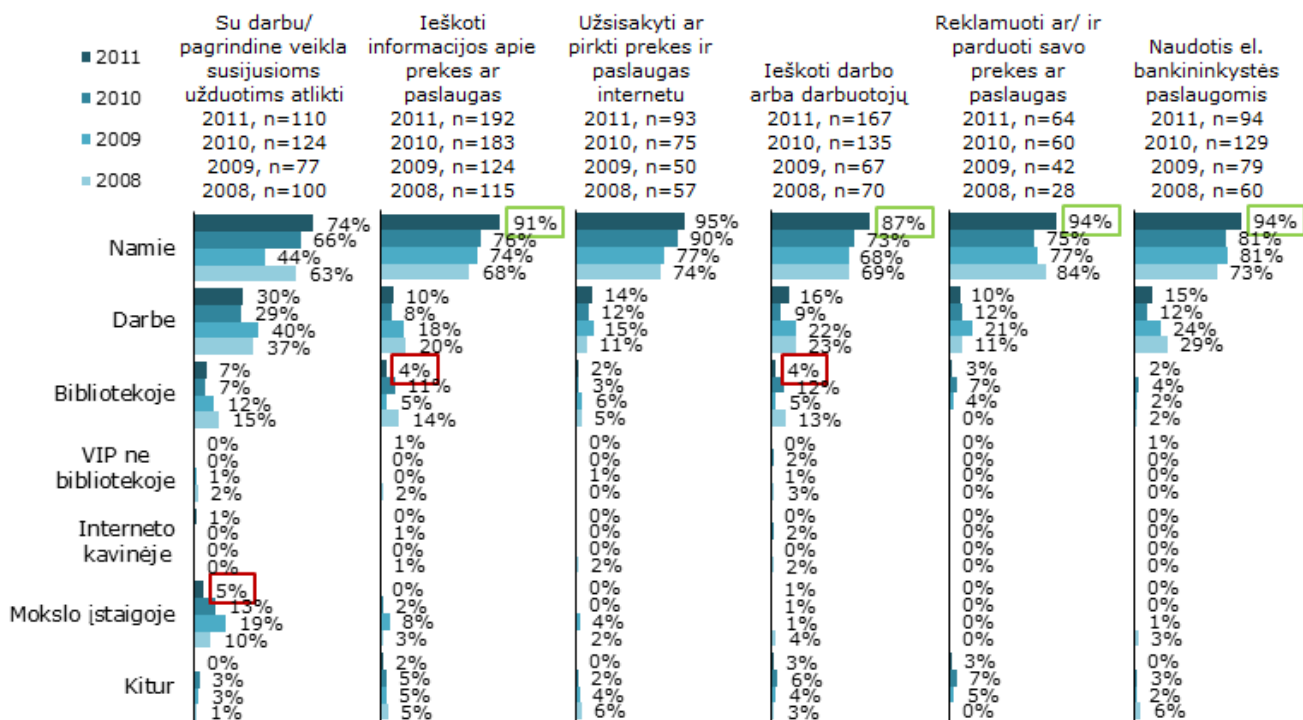 2011
2010
2009
2008
Su darbu/
pagrindine veikla
susijusioms
užduotims atlikti
2011, n=110
2010, n=124
2009, n=77
2008, n=100
Ieškoti
informacijos apie
prekes ar
paslaugas
2011, n=192
2010, n=183
2009, n=124
2008, n=115
Užsisakyti ar
pirkti prekes ir
paslaugas
internetu
2011, n=93
2010, n=75
2009, n=50
2008, n=57
Ieškoti darbo
arba darbuotojų
2011, n=167
2010, n=135
2009, n=67
2008, n=70
Reklamuoti ar/ ir
parduoti savo
prekes ar
paslaugas
2011, n=64
2010, n=60
2009, n=42
2008, n=28
Naudotis el.
bankininkystės
paslaugomis
2011, n=94
2010, n=129
2009, n=79
2008, n=60
Namie
74% 91% 95% 87% 94% 94%
66% 76% 90% 73% 75% 81%
44% 74% 77% 68% 77% 81%
63% 68% 74% 69% 84% 73%
Darbe
30% 10% 14% 16% 10% 15%
29% 8% 12% 9% 12% 12%
40% 18% 15% 22% 21% 24%
37% 20% 11% 23% 11% 29%
Bibliotekoje
7% 4% 2% 4% 3% 2%
7% 11% 3% 12% 7% 4%
12% 5% 6% 5% 4% 2%
15% 14% 5% 13% 0% 2%
VIP ne
bibliotekoje
0% 1% 0% 0% 0% 1%
0% 0% 0% 2% 0% 0%
1% 0% 1% 1% 0% 0%
2% 2% 0% 3% 0% 0%
Interneto
kavinėje
1% 0% 0% 0% 0% 0%
0% 1% 0% 2% 0% 0%
0% 0% 0% 0% 0% 0%
0% 1% 2% 2% 0% 0%
Mokslo įstaigoje
5% 0% 0% 1% 0% 0%
13% 2% 0% 1% 0% 0%
19% 8% 4% 1% 0% 1%
10% 3% 2% 4% 0% 3%
Kitur
0% 2% 0% 3% 3% 0%
3% 5% 2% 6% 7% 3%
3% 5% 4% 4% 5% 2%
1% 5% 6% 3% 0% 6%